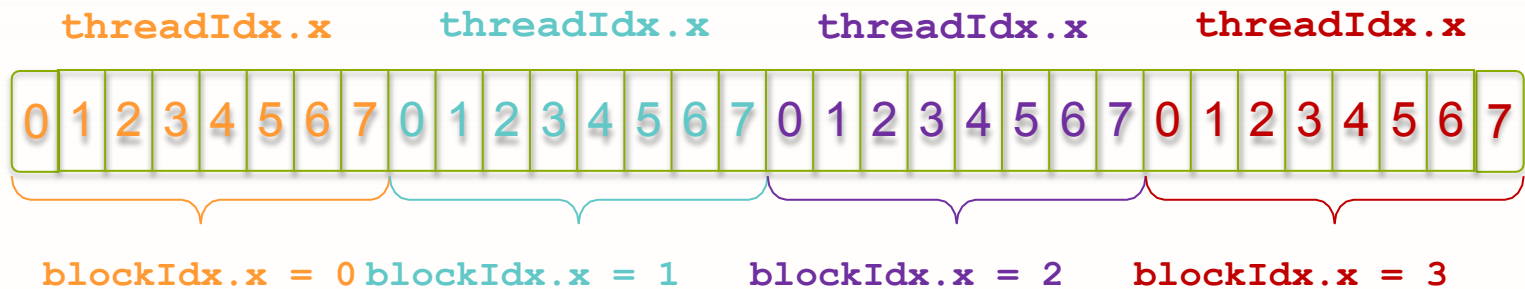 threadIdx.x threadIdx.x threadIdx.x threadIdx.x
0 1 2 3 4 5 6 7 0 1 2 3 4 5 6 7 0 1 2 3 4 5 6 7 0 1 2 3 4 5 6 7
blockIdx.x = 0 blockIdx.x = 1 blockIdx.x = 2 blockIdx.x = 3